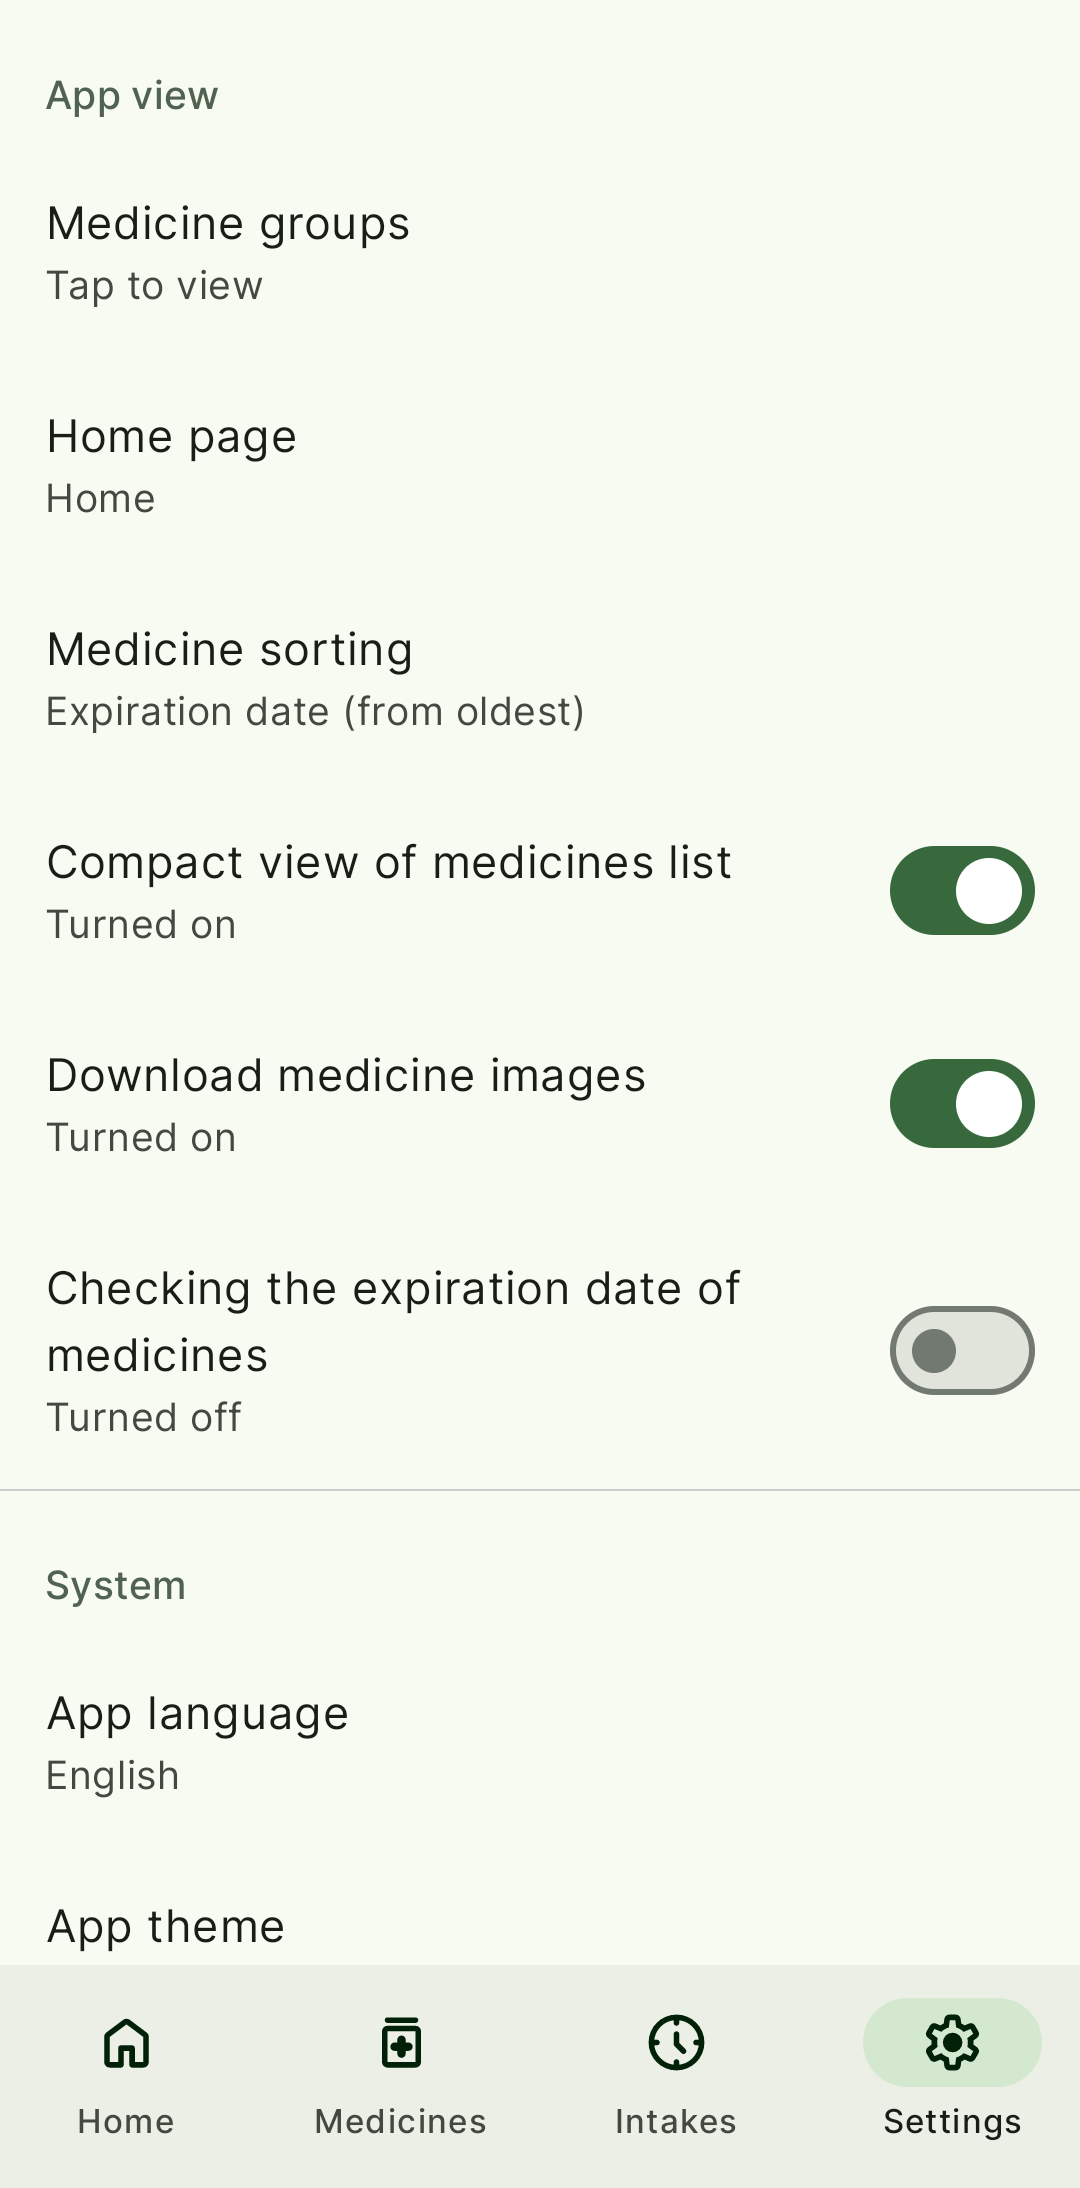 App view
Medicine groups
Tap to view
Home page
Home
Medicine sorting
Expiration date (from oldest)
Compact view of medicines list
Turned on
Download medicine images
Turned on
Checking the expiration date of
medicines
Turned off
System
App language
English
App theme
Home
Medicines
Intakes
Settings